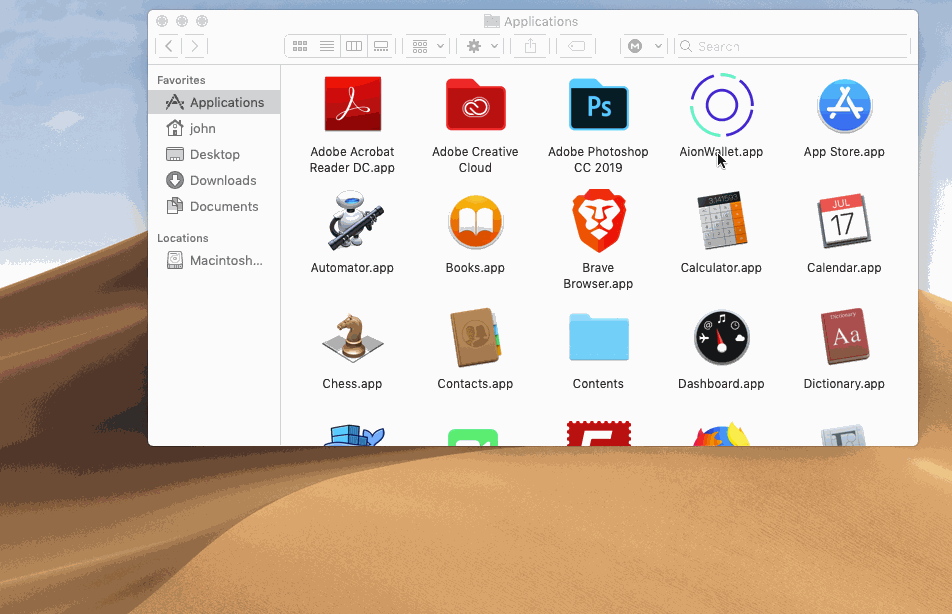 Applications
M
Search
Favorites
Applications
john
Desktop
Downloads
Documents
Locations
Macintosh...
Ps
Adobe Acrobat
Reader DC.app
Adobe Creative
Cloud
Adobe Photoshop
CC 2019
AionWallet.app
App Store.app
JUL
17
Automator.app
Books.app
Brave
Browser.app
Calculator.app
Calendar.app
Dictionary
Aa
Chess.app
Contacts.app
Contents
Dashboard.app
Dictionary.app